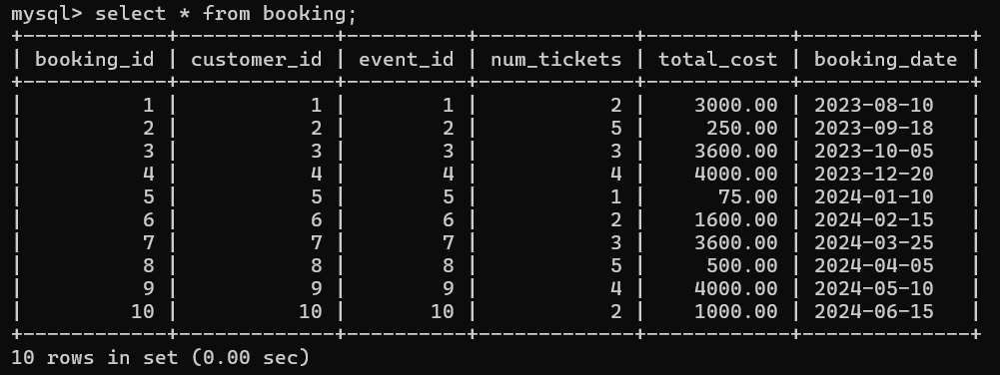 mysql> select * from booking;
+------------+-------------+----------+-------------+------------+--------------+
| booking_id | customer_id | event_id | num_tickets | total_cost | booking_date |
+------------+-------------+----------+-------------+------------+--------------+
|          1 |           1 |        1 |           2 |    3000.00 | 2023-08-10   |
|          2 |           2 |        2 |           5 |     250.00 | 2023-09-18   |
|          3 |           3 |        3 |           3 |    3600.00 | 2023-10-05   |
|          4 |           4 |        4 |           4 |    4000.00 | 2023-12-20   |
|          5 |           5 |        5 |           1 |      75.00 | 2024-01-10   |
|          6 |           6 |        6 |           2 |    1600.00 | 2024-02-15   |
|          7 |           7 |        7 |           3 |    3600.00 | 2024-03-25   |
|          8 |           8 |        8 |           5 |     500.00 | 2024-04-05   |
|          9 |           9 |        9 |           4 |    4000.00 | 2024-05-10   |
|         10 |          10 |       10 |           2 |    1000.00 | 2024-06-15   |
+------------+-------------+----------+-------------+------------+--------------+
10 rows in set (0.00 sec)